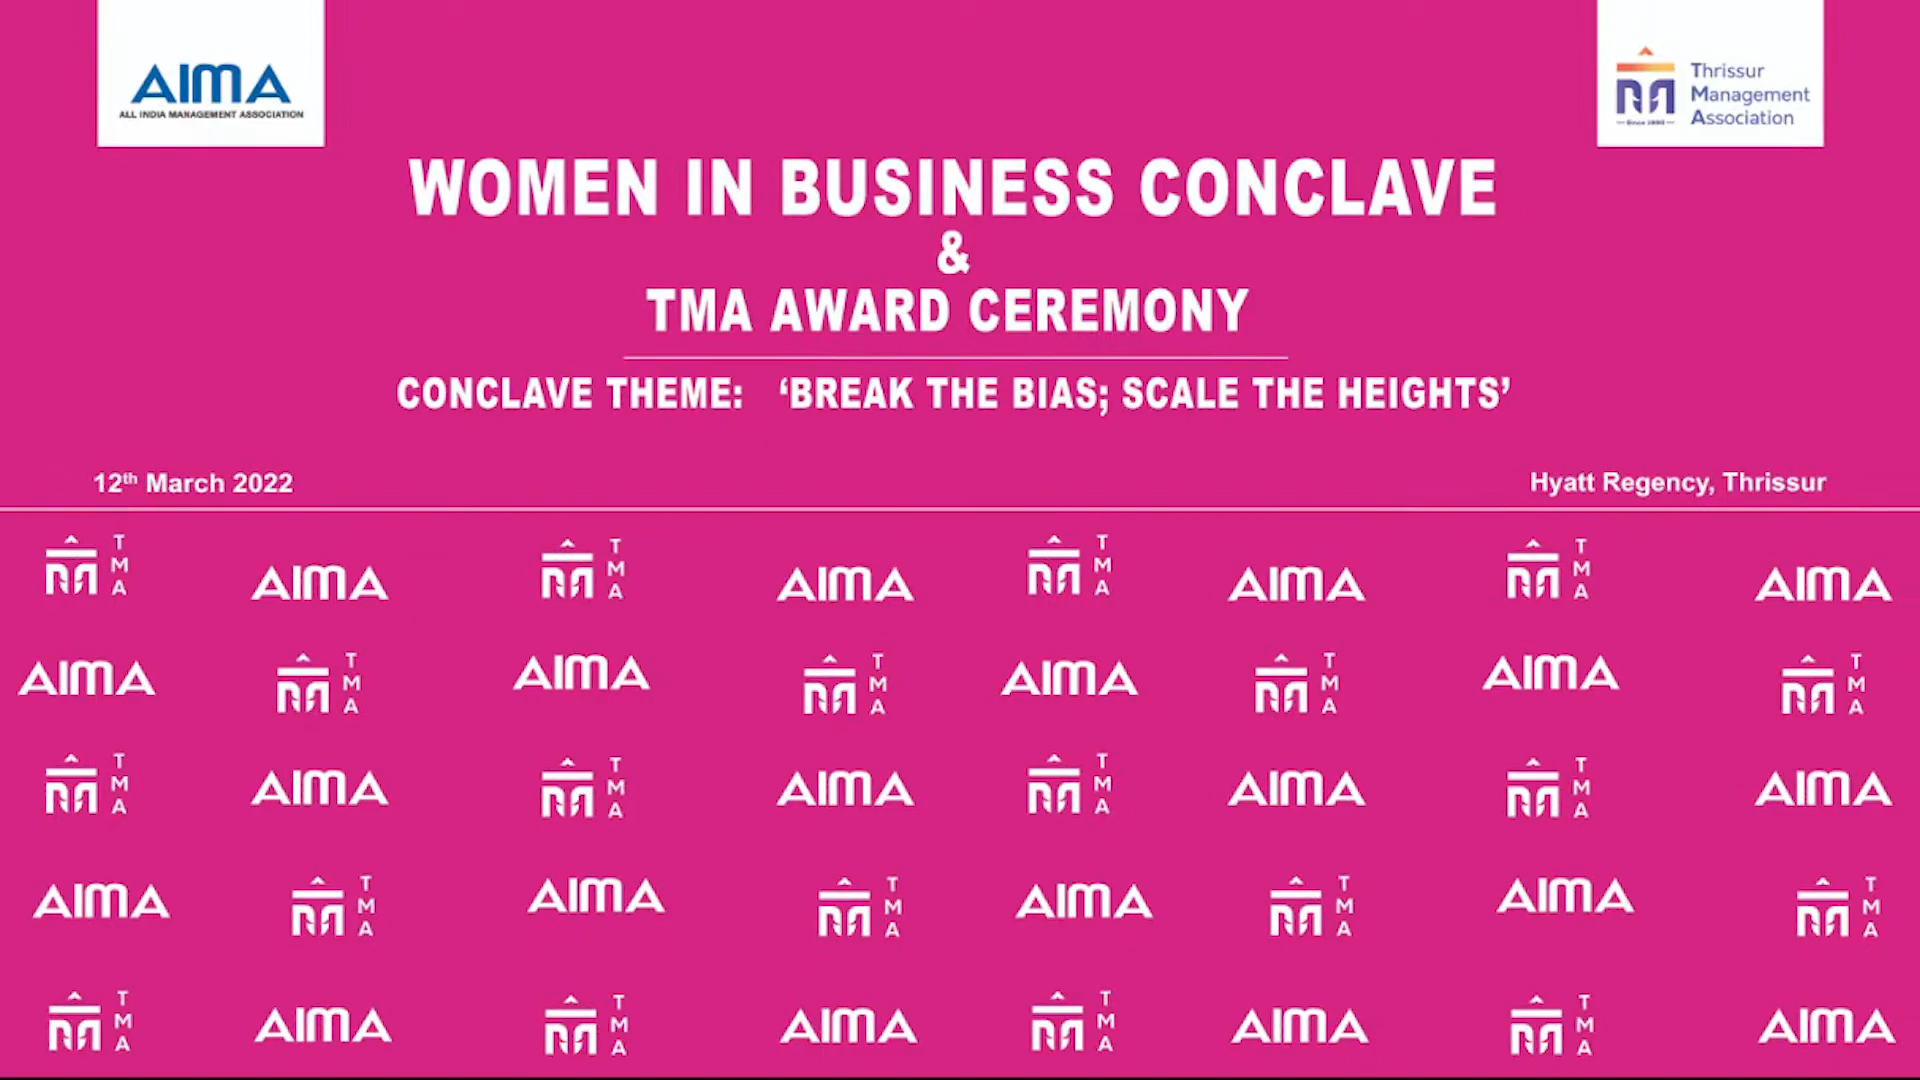 AIMA
ALL INDIA MANAGEMENT ASSOCIATION
Thrissur
Management
Association
WOMEN IN BUSINESS CONCLAVE
&
TMA AWARD CEREMONY
CONCLAVE THEME: ‘BREAK THE BIAS; SCALE THE HEIGHTS’
12th March 2022
Hyatt Regency, Thrissur
TMA AIMA TMA AIMA TMA AIMA TMA AIMA
AIMA TMA AIMA TMA AIMA TMA AIMA TMA
TMA AIMA TMA AIMA TMA AIMA TMA AIMA
AIMA TMA AIMA TMA AIMA TMA AIMA TMA
TMA AIMA TMA AIMA TMA AIMA TMA AIMA